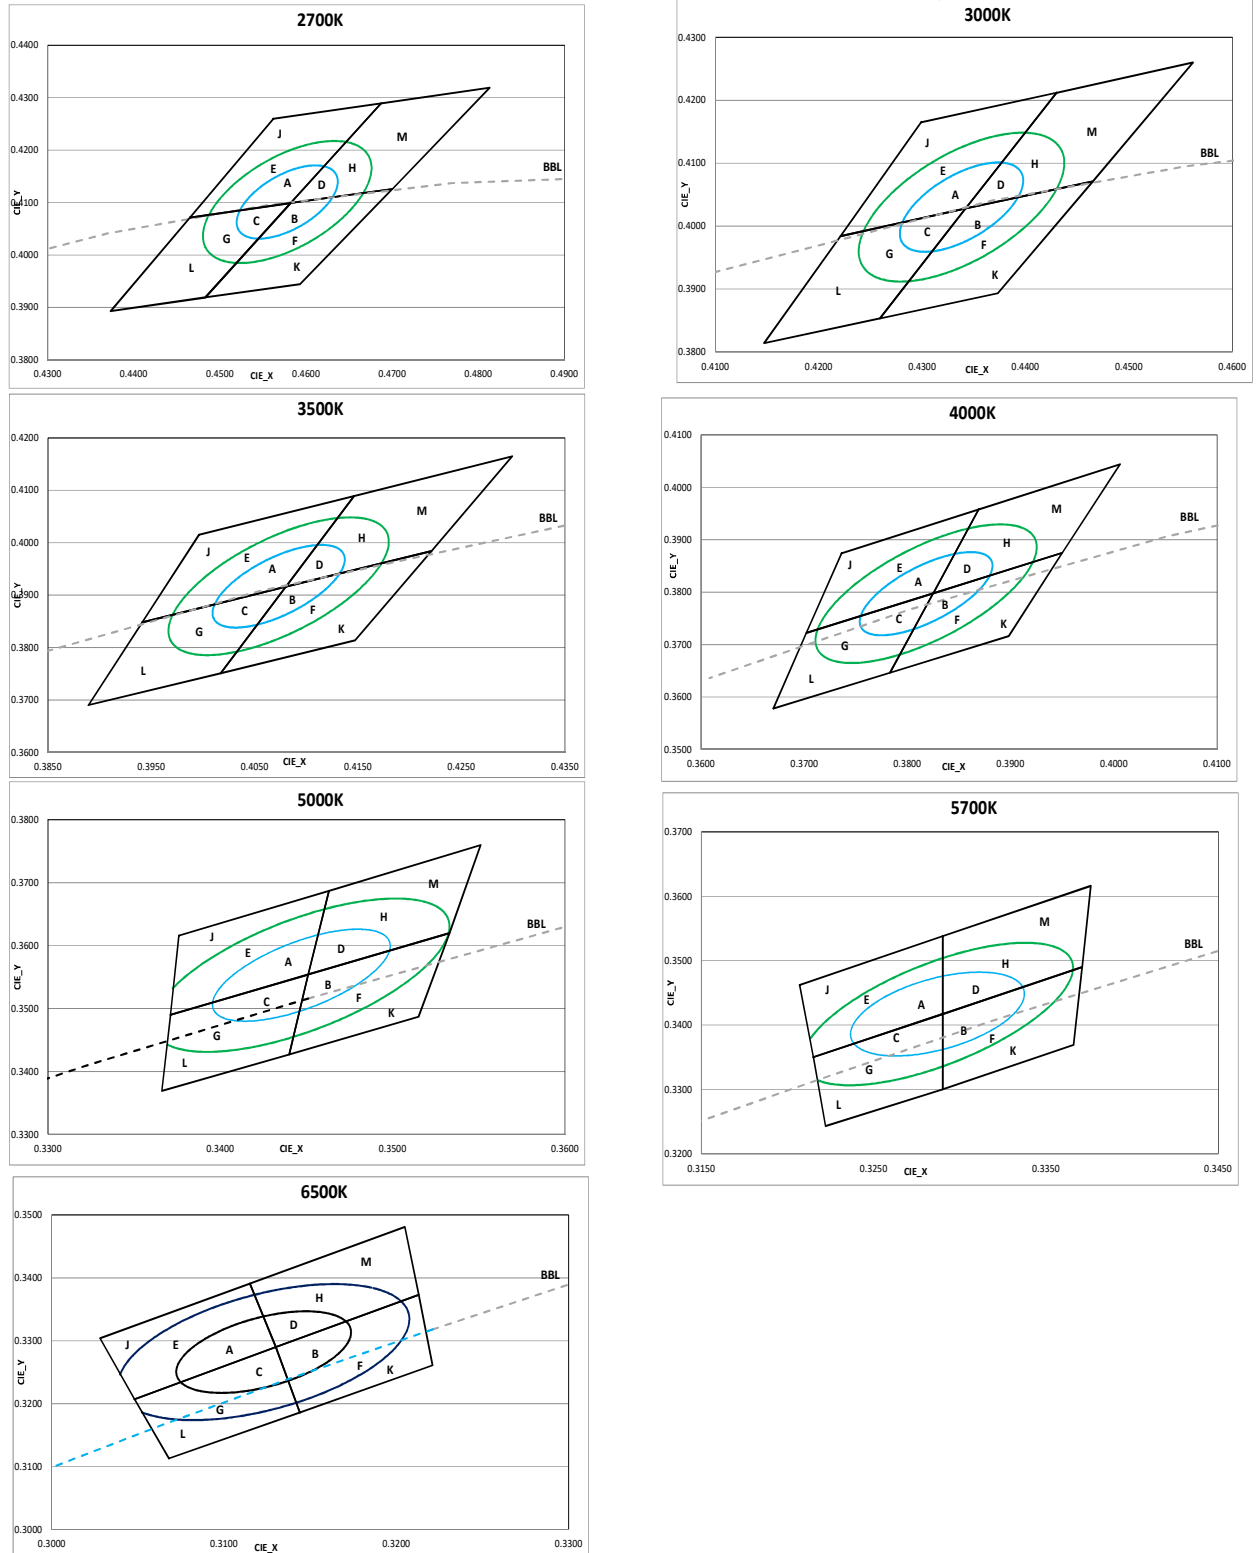 2700K
0.4400
0.4300
0.4200
0.4100
0.4000
0.3900
0.3800
CIE_Y
J
M
E
H
A
D
BBL
C
B
G
F
L
K
0.4300 0.4400 0.4500 0.4600 0.4700 0.4800 0.4900
CIE_X
3000K
0.4300
0.4200
0.4100
0.4000
0.3900
0.3800
CIE_Y
M
J
H
E
BBL
D
A
B
C
F
G
K
L
0.4100 0.4200 0.4300 0.4400 0.4500 0.4600
CIE_X
3500K
0.4200
0.4100
0.4000
0.3900
0.3800
0.3700
0.3600
CIE_Y
M
BBL
H
J
E
A
D
B
C
F
G
K
L
0.3850 0.3950 0.4050 0.4150 0.4250 0.4350
CIE_X
4000K
0.4100
0.4000
0.3900
0.3800
0.3700
0.3600
0.3500
CIE_Y
M
BBL
H
J
E
D
A
B
C
F
K
G
L
0.3600 0.3700 0.3800 0.3900 0.4000 0.4100
CIE_X
5000K
0.3800
0.3700
0.3600
0.3500
0.3400
0.3300
CIE_Y
M
H
BBL
J
E
D
A
B
C
F
K
G
L
0.3300 0.3400 0.3500 0.3600
CIE_X
5700K
0.3700
0.3600
0.3500
0.3400
0.3300
0.3200
CIE_Y
M
BBL
H
J
D
E
A
B
C
F
K
G
L
0.3150 0.3250 0.3350 0.3450
CIE_X
6500K
0.3500
0.3400
0.3300
0.3200
0.3100
0.3000
CIE_Y
M
BBL
H
D
J
E
A
B
C
F
K
G
L
0.3000 0.3100 0.3200 0.3300
CIE_X